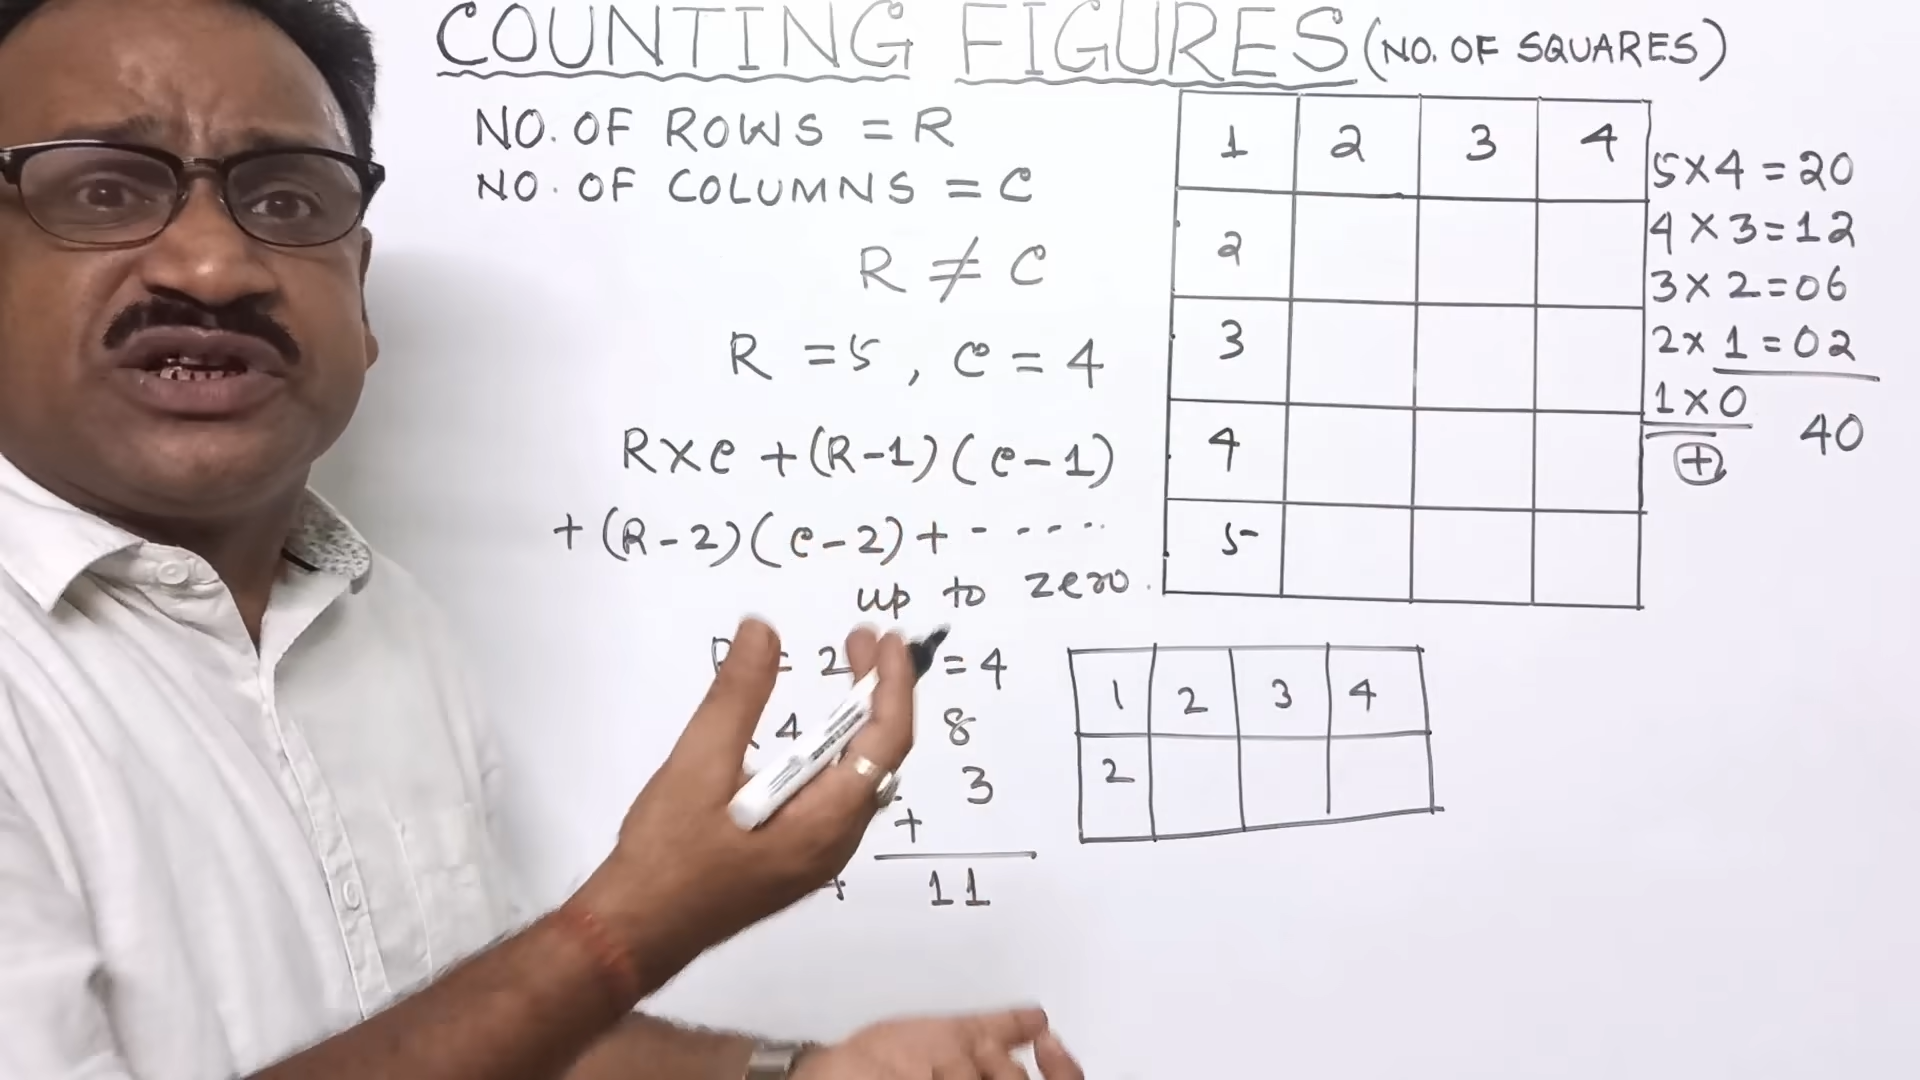 COUNTING FIGURES (NO. OF SQUARES)
NO. OF ROWS = R
NO. OF COLUMNS = C
R ≠ C
R = 5, C = 4
R×C + (R-1)(C-1)
+ (R-2)(C-2) + - - - - -
up to zero.
= 2 = 4
4 8
3
+
11
1 2 3 4
2
3
4
5
5×4 = 20
4×3 = 12
3×2 = 06
2×1 = 02
1×0
40
+
1 2 3 4
2